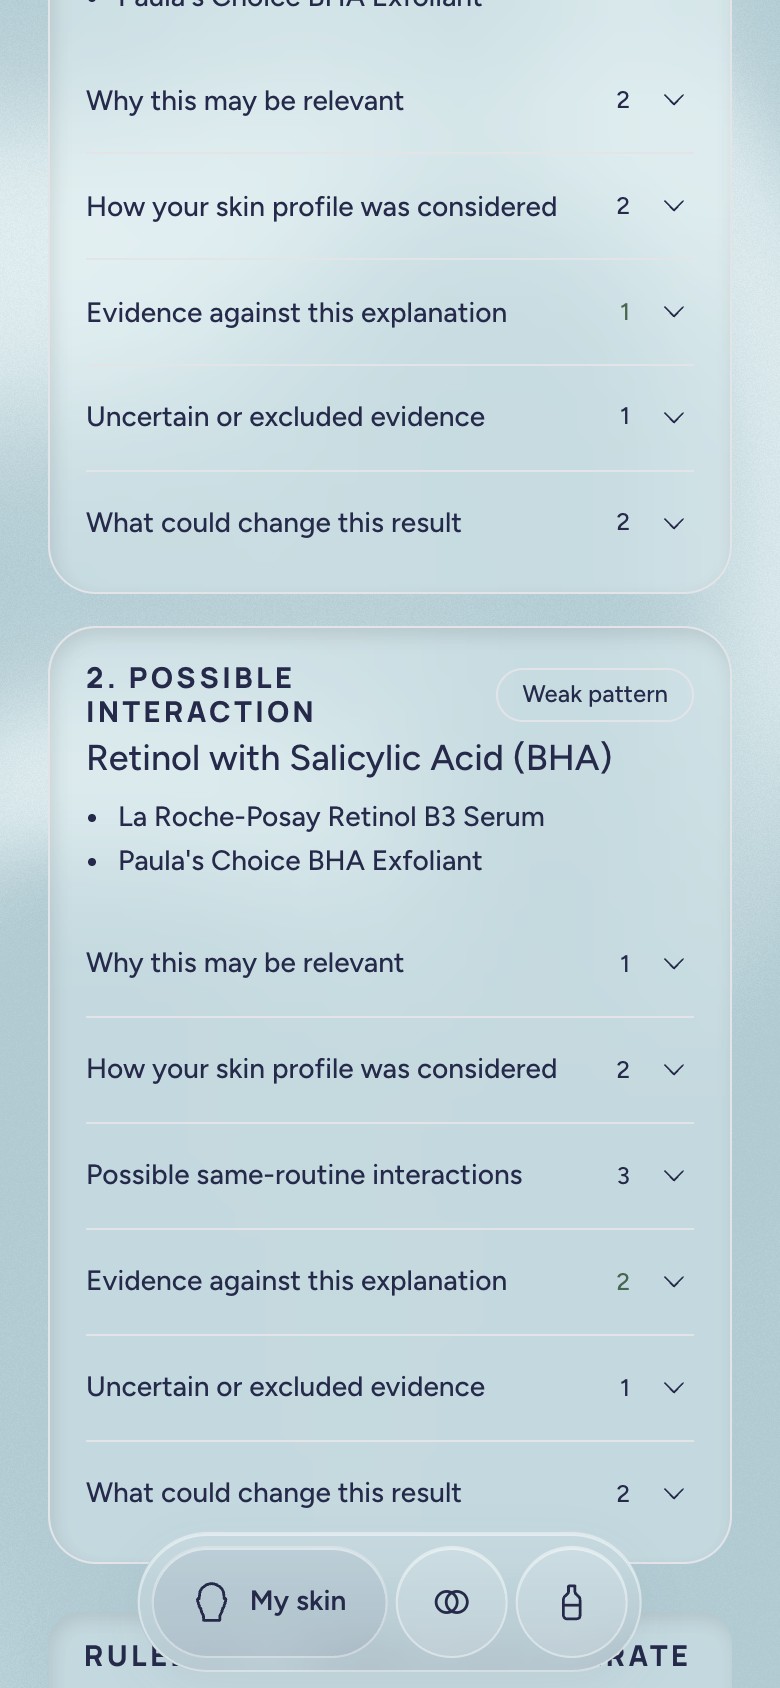 Paula's Choice BHA Exfoliant
Why this may be relevant 2
How your skin profile was considered 2
Evidence against this explanation 1
Uncertain or excluded evidence 1
What could change this result 2
2. POSSIBLE
INTERACTION
Weak pattern
Retinol with Salicylic Acid (BHA)
• La Roche-Posay Retinol B3 Serum
• Paula's Choice BHA Exfoliant
Why this may be relevant 1
How your skin profile was considered 2
Possible same-routine interactions 3
Evidence against this explanation 2
Uncertain or excluded evidence 1
What could change this result 2
My skin